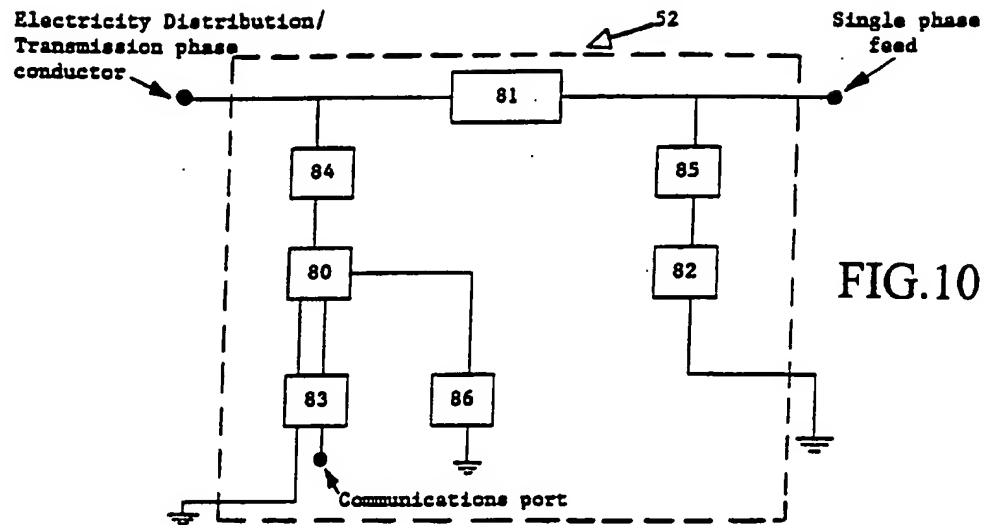 Electricity Distribution/
Transmission phase
conductor
52
Single phase
feed
81
84
85
80
82
FIG.10
83
86
Communications port